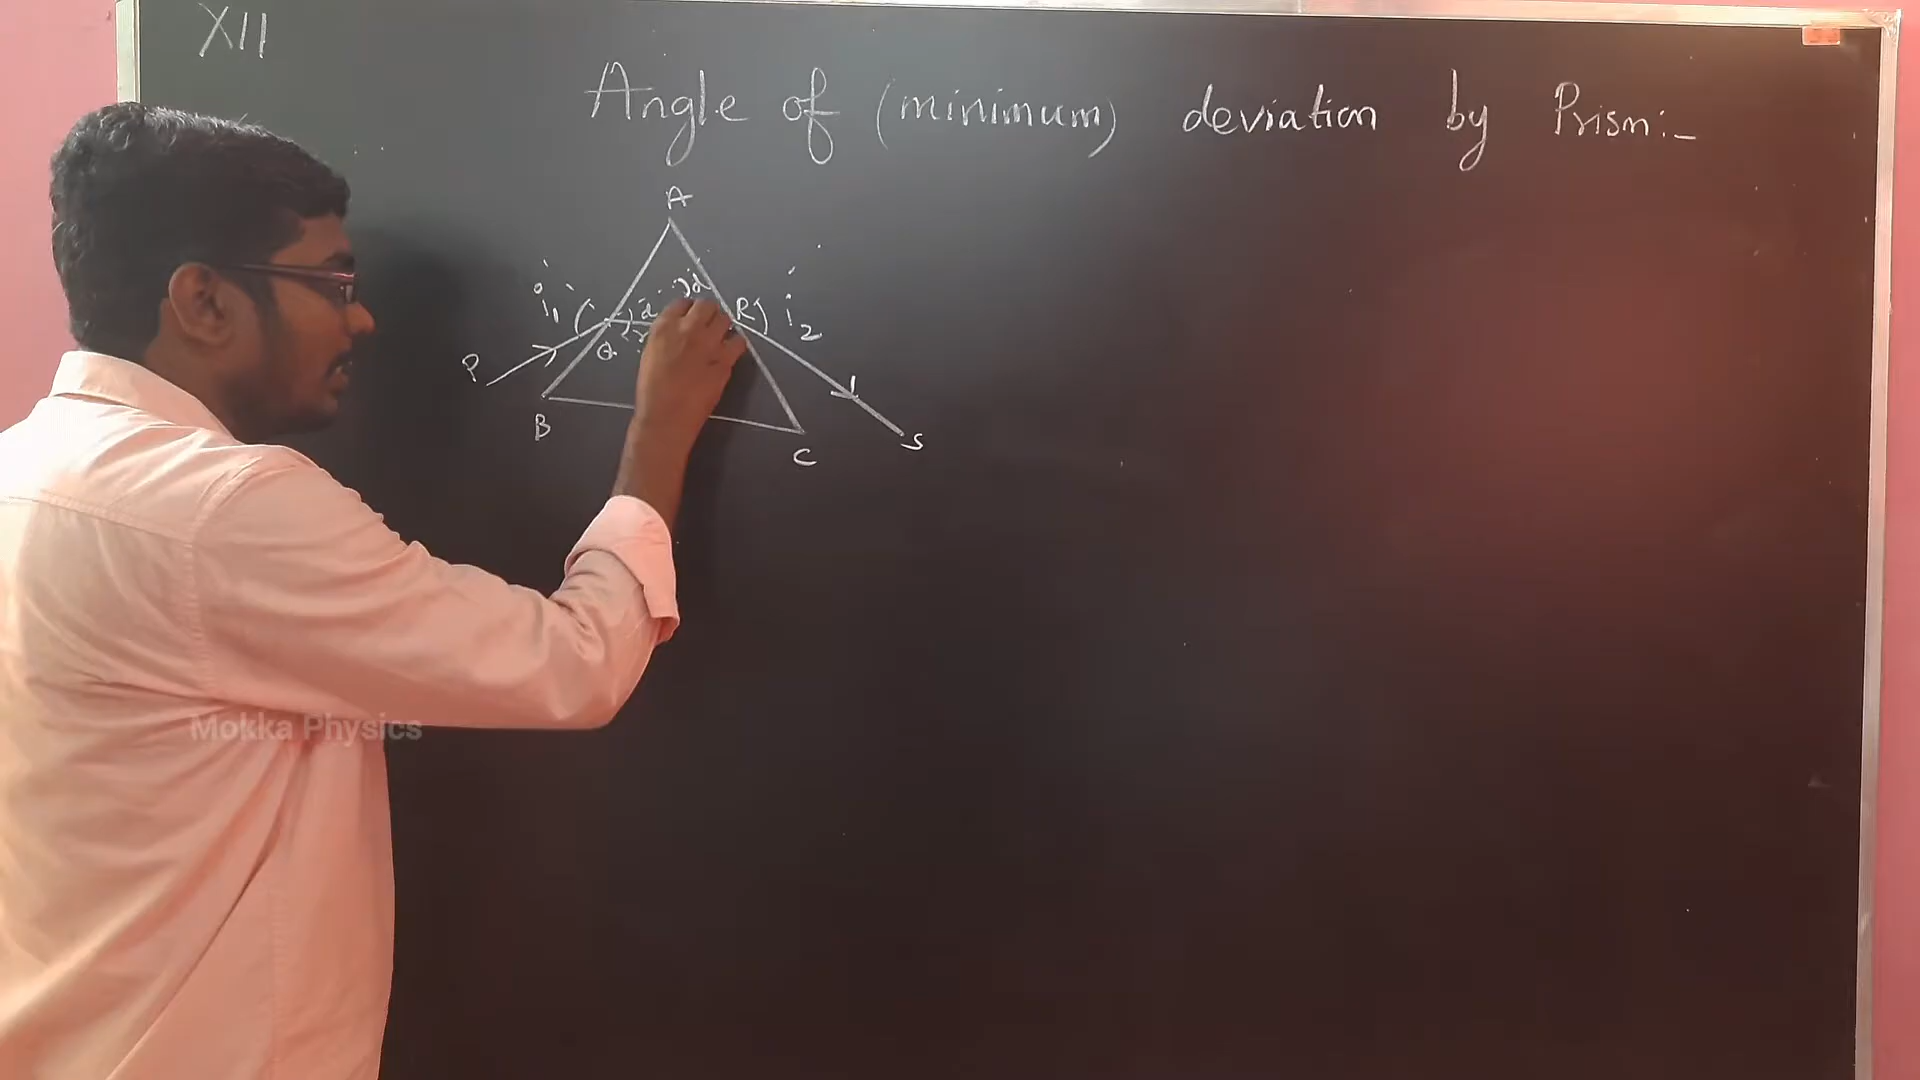 XII
Angle of (minimum) deviation by Prism:-
A
d
i1
d
R
i2
P
Q
r
B
C
S
Mokka Physics